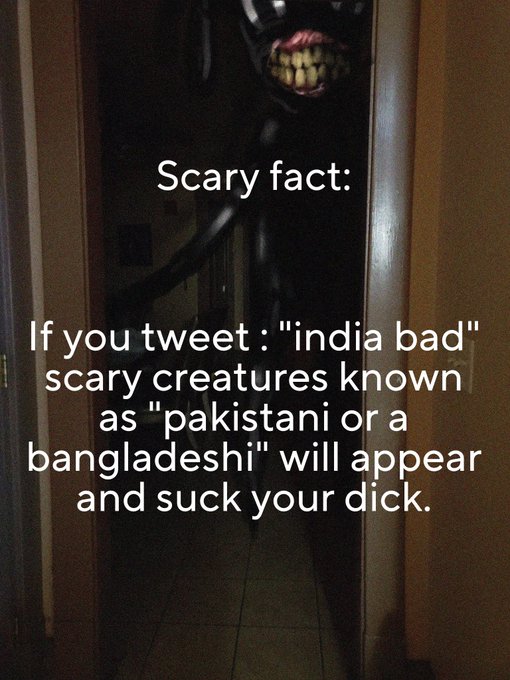 Scary fact:
If you tweet : "india bad"
scary creatures known
as "pakistani or a
bangladeshi" will appear
and suck your dick.